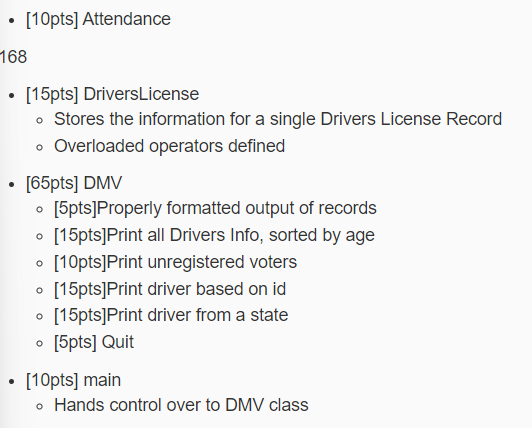 • [10pts] Attendance
168
• [15pts] DriversLicense
◦ Stores the information for a single Drivers License Record
◦ Overloaded operators defined
• [65pts] DMV
◦ [5pts]Properly formatted output of records
◦ [15pts]Print all Drivers Info, sorted by age
◦ [10pts]Print unregistered voters
◦ [15pts]Print driver based on id
◦ [15pts]Print driver from a state
◦ [5pts] Quit
• [10pts] main
◦ Hands control over to DMV class